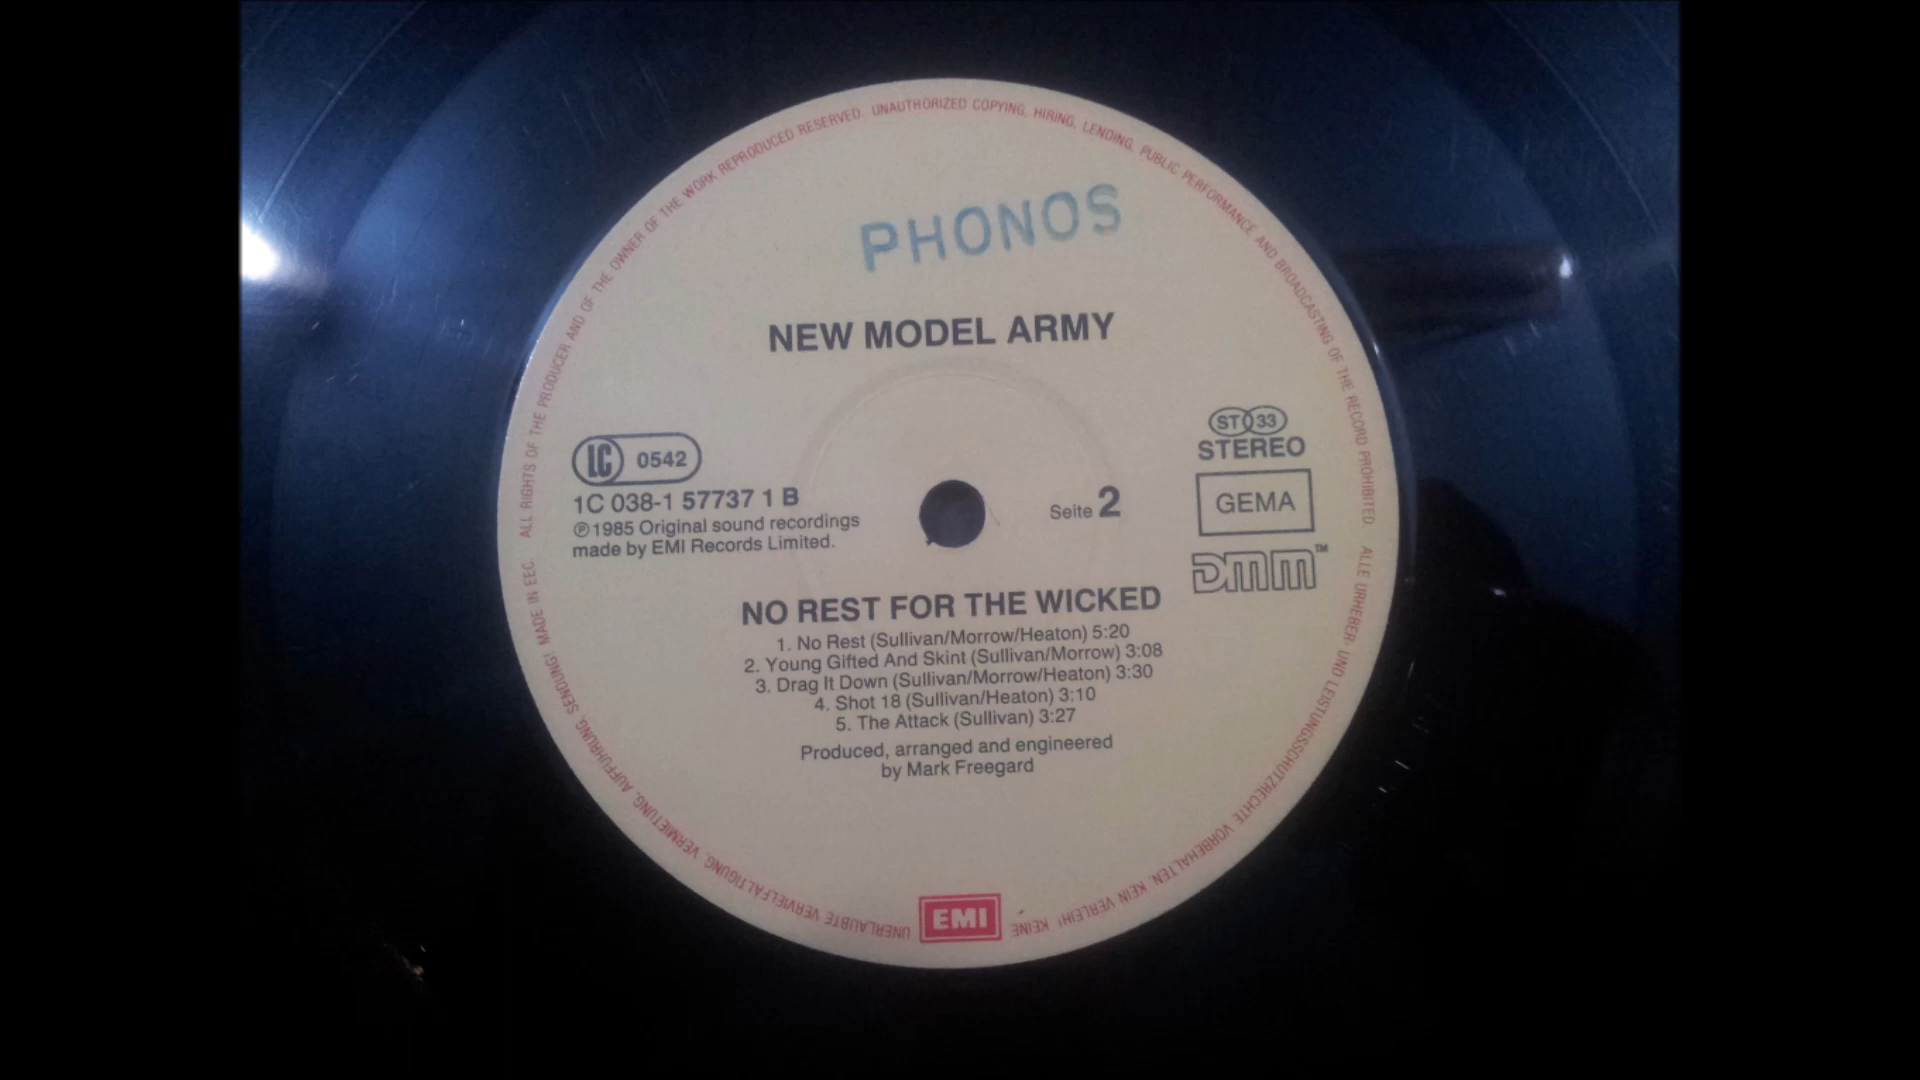 ALL RIGHTS OF THE PRODUCER AND OF THE OWNER OF THE WORK REPRODUCED RESERVED. UNAUTHORIZED COPYING, HIRING, LENDING, PUBLIC PERFORMANCE AND BROADCASTING OF THE RECORD PROHIBITED.
PHONOS
NEW MODEL ARMY
LC 0542
1C 038-1 57737 1 B
℗ 1985 Original sound recordings
made by EMI Records Limited.
Seite 2
ST 33
STEREO
GEMA
DMM™
NO REST FOR THE WICKED
1. No Rest (Sullivan/Morrow/Heaton) 5:20
2. Young Gifted And Skint (Sullivan/Morrow) 3:08
3. Drag It Down (Sullivan/Morrow/Heaton) 3:30
4. Shot 18 (Sullivan/Heaton) 3:10
5. The Attack (Sullivan) 3:27
Produced, arranged and engineered
by Mark Freegard
EMI
ALLE URHEBER- UND LEISTUNGSSCHUTZRECHTE VORBEHALTEN. KEIN VERLEIH! KEINE UNERLAUBTE VERVIELFÄLTIGUNG, VERMIETUNG, AUFFÜHRUNG, SENDUNG! MADE IN EEC.